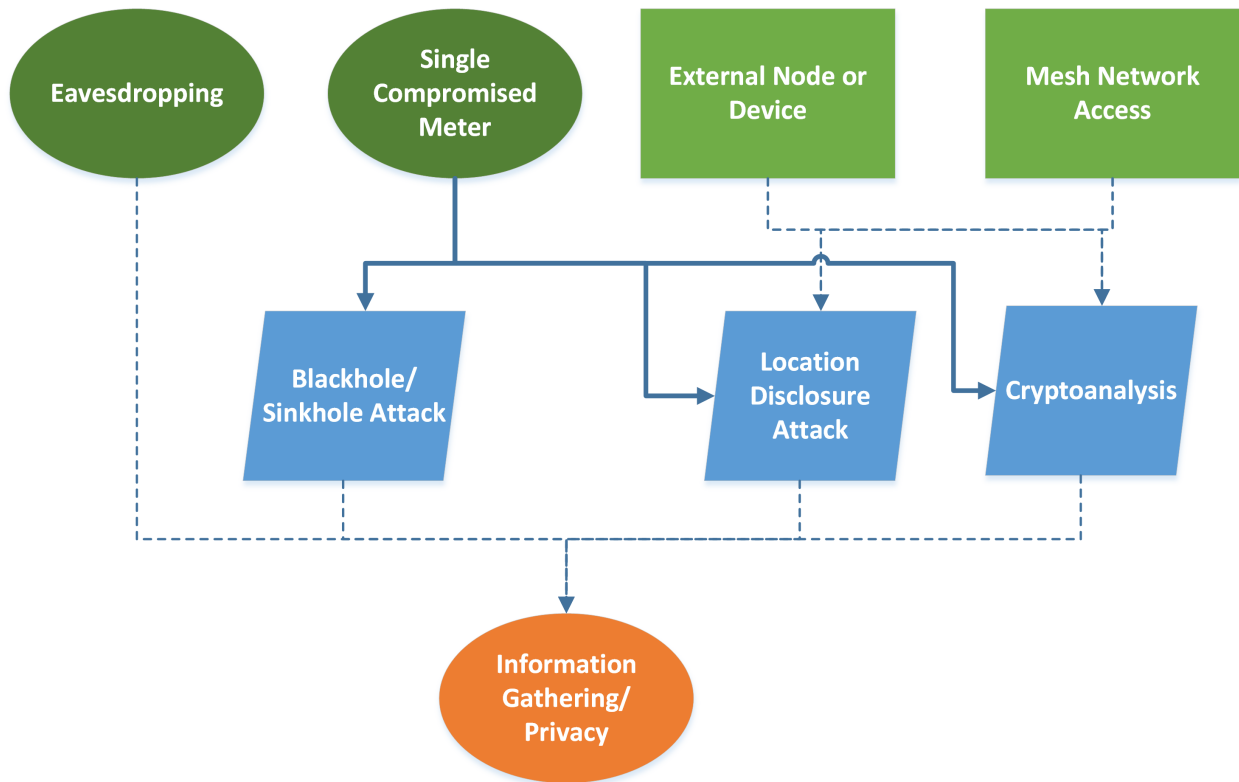 Eavesdropping
Single
Compromised
Meter
External Node or
Device
Mesh Network
Access
Blackhole/
Sinkhole Attack
Location
Disclosure
Attack
Cryptoanalysis
Information
Gathering/
Privacy